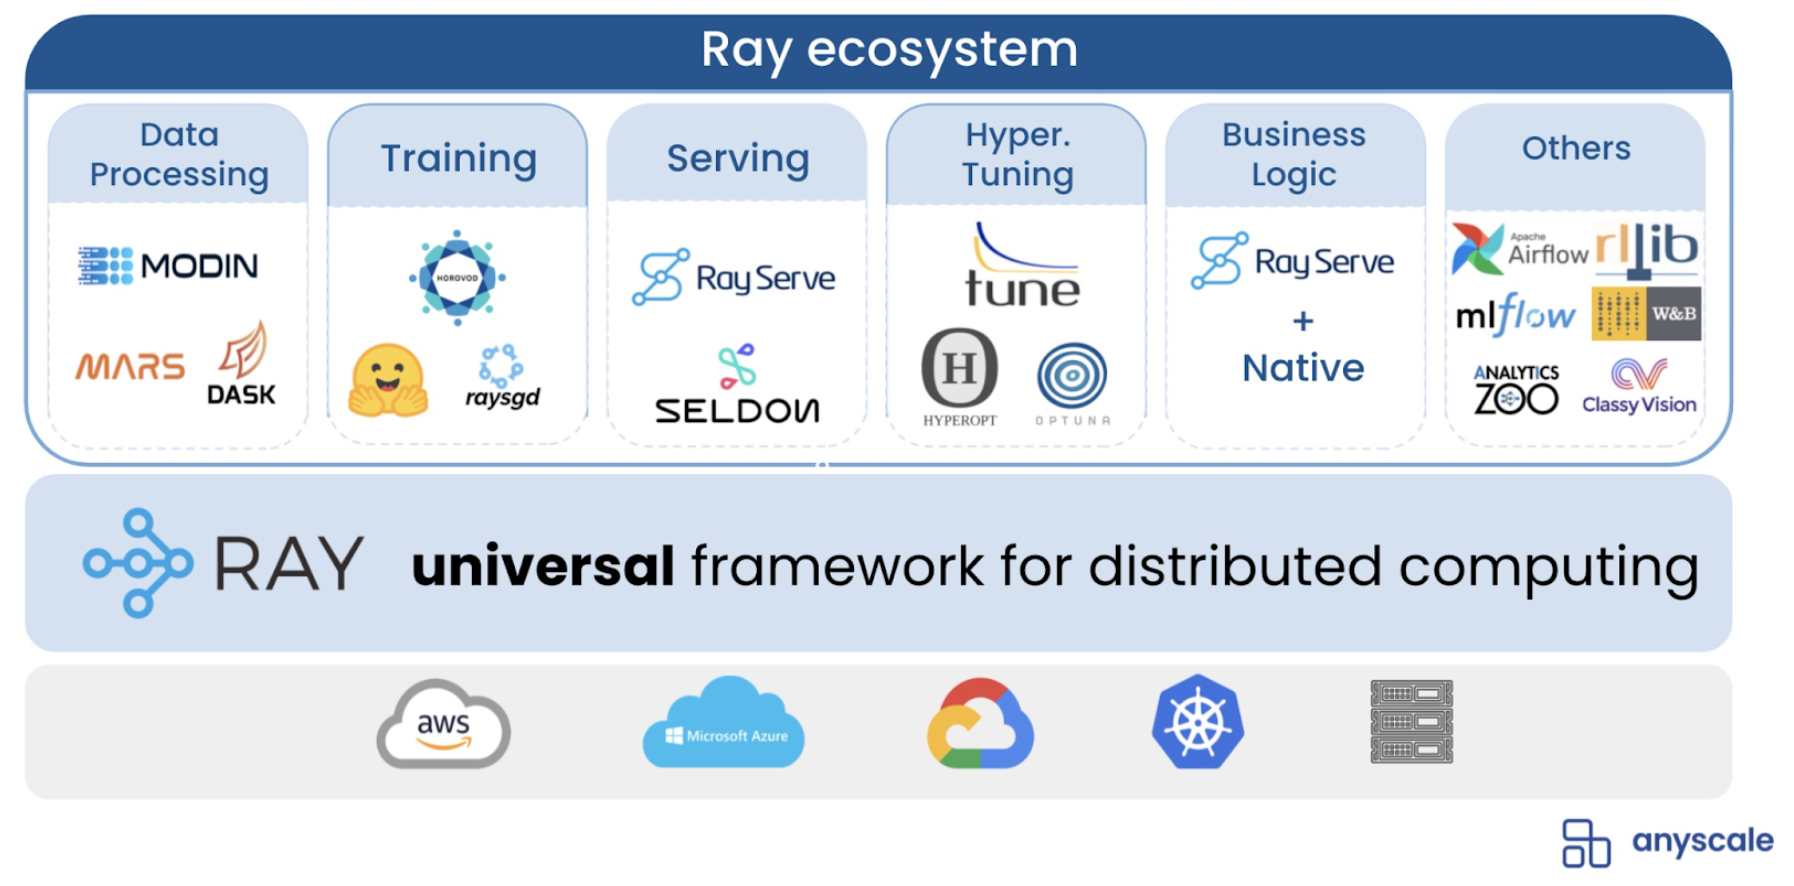 Ray ecosystem
Data
Processing
MODIN
MARS
DASK
Training
HOROVOD
raysgd
Serving
Ray Serve
SELDON
Hyper.
Tuning
tune
H
HYPEROPT
OPTUNA
Business
Logic
Ray Serve
+
Native
Others
Apache
Airflow
rllib
mlflow
W&B
ANALYTICS
ZOO
Classy Vision
RAY universal framework for distributed computing
aws
Microsoft Azure
anyscale